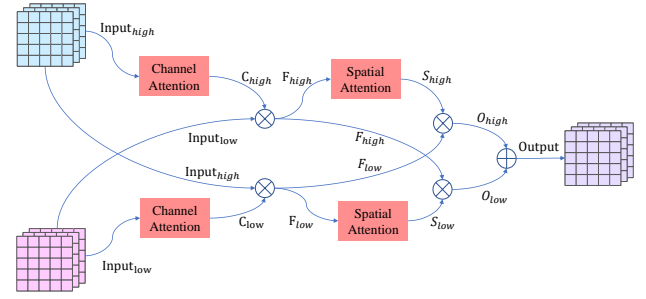 Input_high
Channel
Attention
C_high
F_high
Spatial
Attention
S_high
O_high
Input_low
F_high
Output
Input_high
F_low
Channel
Attention
C_low
F_low
Spatial
Attention
S_low
O_low
Input_low